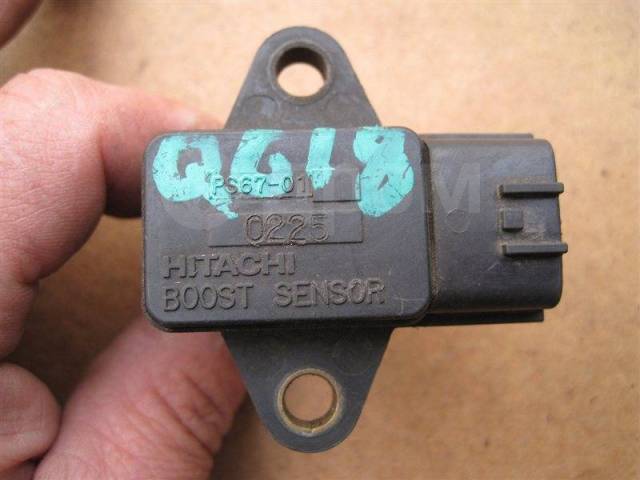 QG18
PS67-01
0225
HITACHI
BOOST SENSOR